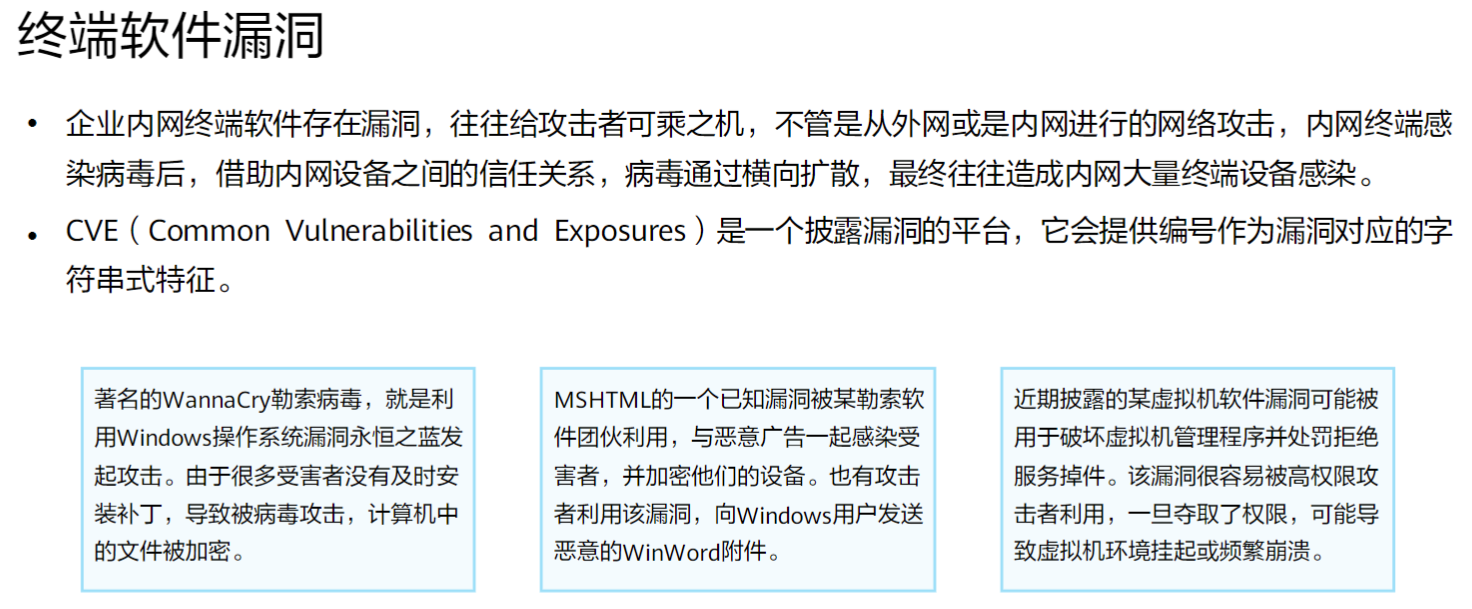 终端软件漏洞
• 企业内网终端软件存在漏洞，往往给攻击者可乘之机，不管是从外网或是内网进行的网络攻击，内网终端感
染病毒后，借助内网设备之间的信任关系，病毒通过横向扩散，最终往往造成内网大量终端设备感染。
• CVE（Common Vulnerabilities and Exposures）是一个披露漏洞的平台，它会提供编号作为漏洞对应的字
符串式特征。
著名的WannaCry勒索病毒，就是利
用Windows操作系统漏洞永恒之蓝发
起攻击。由于很多受害者没有及时安
装补丁，导致被病毒攻击，计算机中
的文件被加密。
MSHTML的一个已知漏洞被某勒索软
件团伙利用，与恶意广告一起感染受
害者，并加密他们的设备。也有攻击
者利用该漏洞，向Windows用户发送
恶意的WinWord附件。
近期披露的某虚拟机软件漏洞可能被
用于破坏虚拟机管理程序并处罚拒绝
服务掉件。该漏洞很容易被高权限攻
击者利用，一旦夺取了权限，可能导
致虚拟机环境挂起或频繁崩溃。